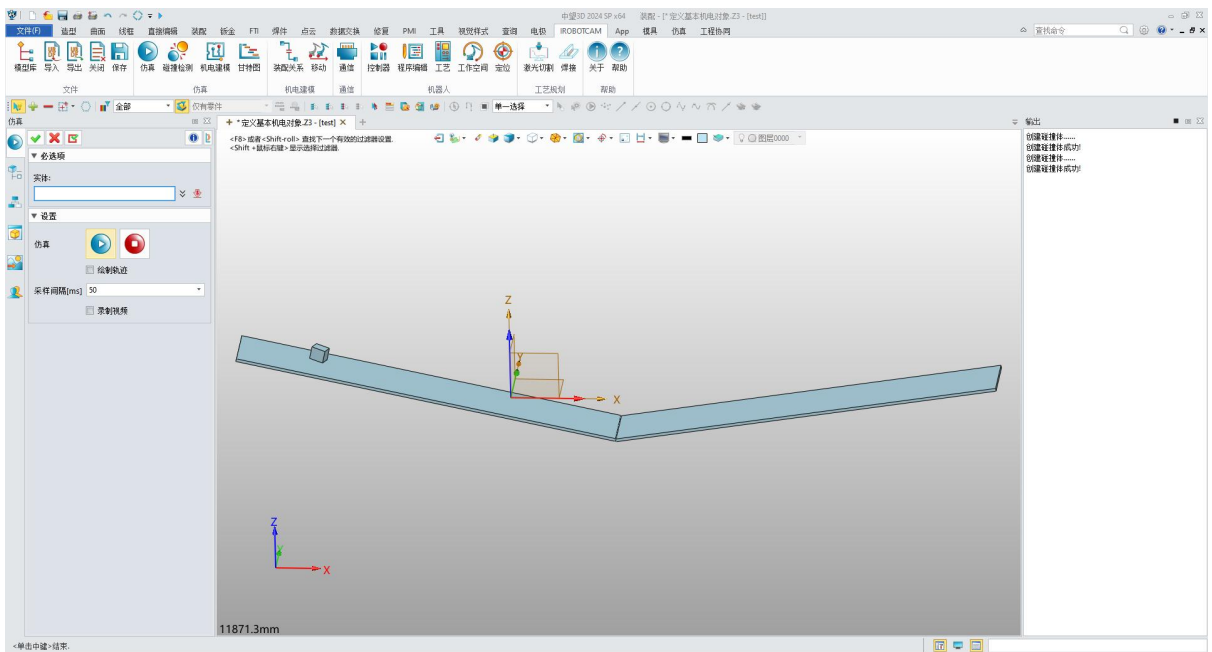 中望3D 2024 SP x64 装配 - [* 定义基本机电对象.Z3 - [test]]
文件(F) 造型 曲面 线框 直接编辑 装配 钣金 FTI 焊件 点云 数据交换 修复 PMI 工具 视觉样式 查询 电极 IROBOTCAM App 模具 仿真 工程协同 查找命令
模型库 导入 导出 关闭 保存 仿真 碰撞检测 机电建模 甘特图 装配关系 移动 通信 控制器 程序编辑 工艺 工作空间 定位 激光切割 焊接 关于 帮助
文件 仿真 机电建模 通信 机器人 工艺规划 帮助
全部 仅有零件 单一选择
仿真 * 定义基本机电对象.Z3 - [test] 输出
<F8> 或者 <Shift-roll> 查找下一个有效的过滤器设置.
<Shift +鼠标右键> 显示选择过滤器.
图层0000
创建碰撞体......
创建碰撞体成功!
创建碰撞体......
创建碰撞体成功!
必选项
实体:
设置
仿真
绘制轨迹
采样间隔[ms] 50
录制视频
Z
Y
X
Z
Y
X
11871.3mm
<单击中键>结束.